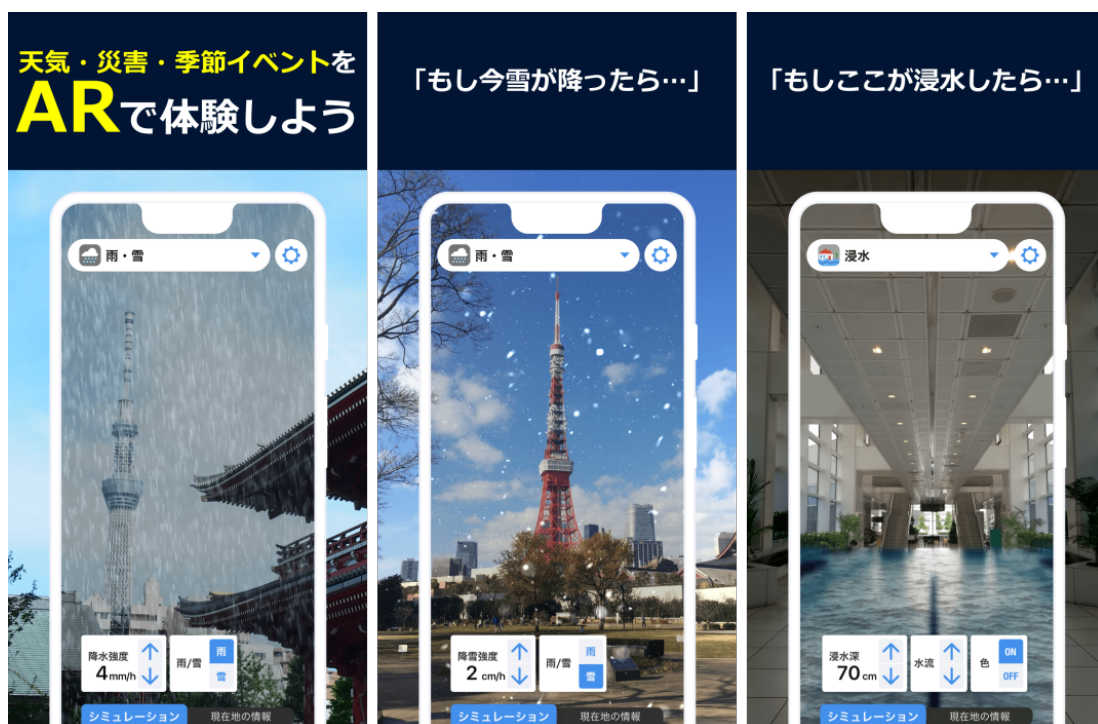 天気・災害・季節イベントを
ARで体験しよう
雨・雪
降水強度
4mm/h
雨/雪
雨
雪
シミュレーション
現在地の情報
「もし今雪が降ったら…」
雨・雪
降雪強度
2 cm/h
雨/雪
雨
雪
シミュレーション
現在地の情報
「もしここが浸水したら…」
浸水
浸水深
70 cm
水流
色
ON
OFF
シミュレーション
現在地の情報